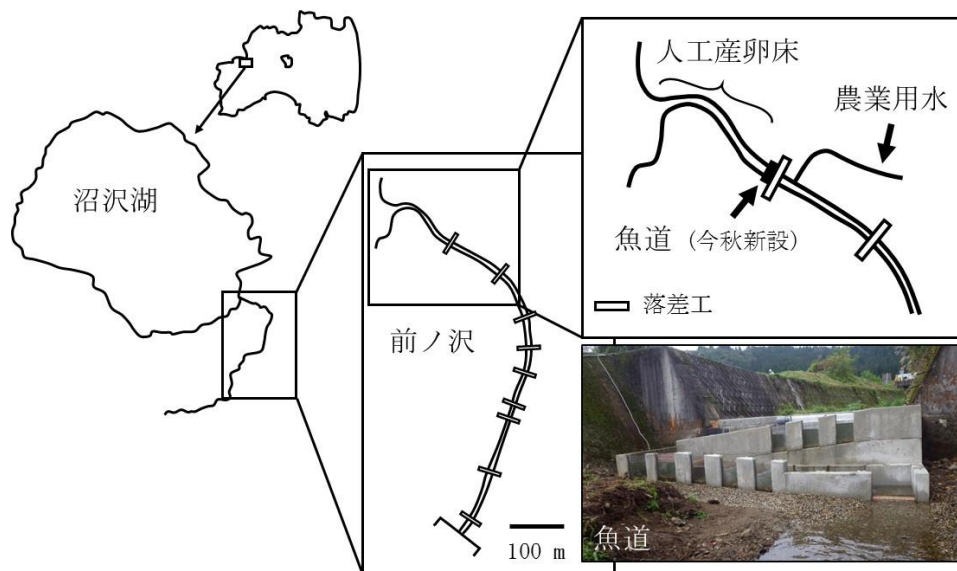 沼沢湖
前ノ沢
100 m
人工産卵床
農業用水
魚道 (今秋新設)
落差工
魚道